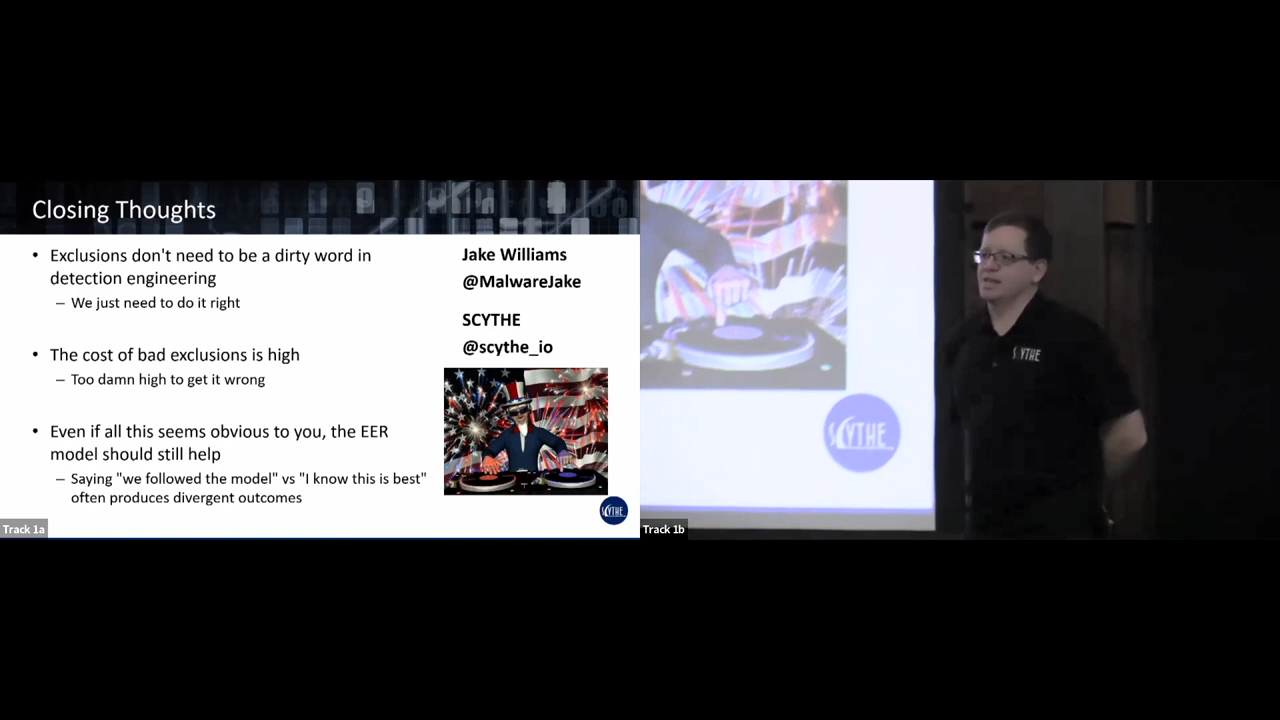 Closing Thoughts
• Exclusions don't need to be a dirty word in
detection engineering
– We just need to do it right
• The cost of bad exclusions is high
– Too damn high to get it wrong
• Even if all this seems obvious to you, the EER
model should still help
– Saying "we followed the model" vs "I know this is best"
often produces divergent outcomes
Jake Williams
@MalwareJake
SCYTHE
@scythe_io
SCYTHE
Track 1a
SCYTHE
SCYTHE
Track 1b